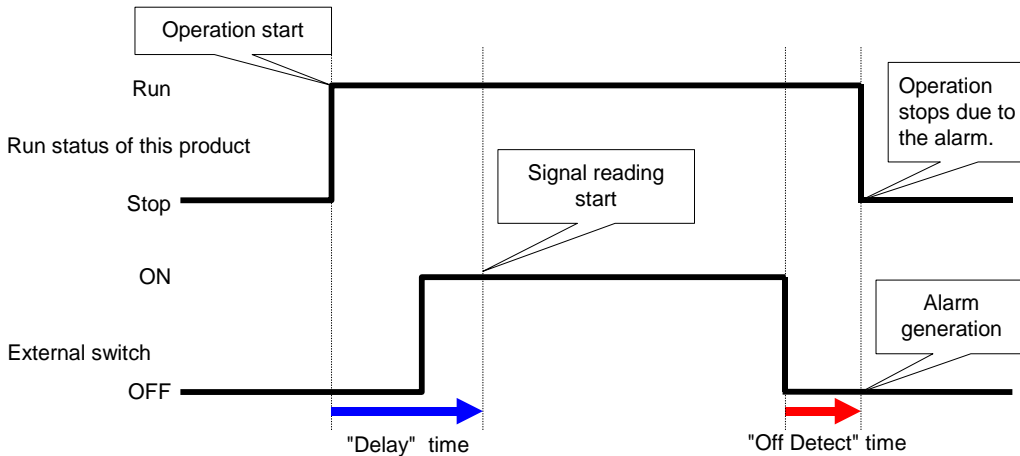 Operation start
Run
Run status of this product
Stop
Operation
stops due to
the alarm.
Signal reading
start
ON
External switch
OFF
Alarm
generation
"Delay" time
"Off Detect" time